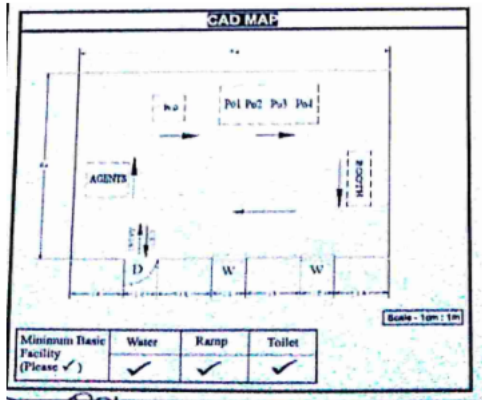 CAD MAP
Po1 Po2 Po3 Po4
AGENTS
BOOTH
D
W
W
Scale - 1cm : 1m
Minimum Basic Facility (Please ✓)
Water
Ramp
Toilet
✓
✓
✓